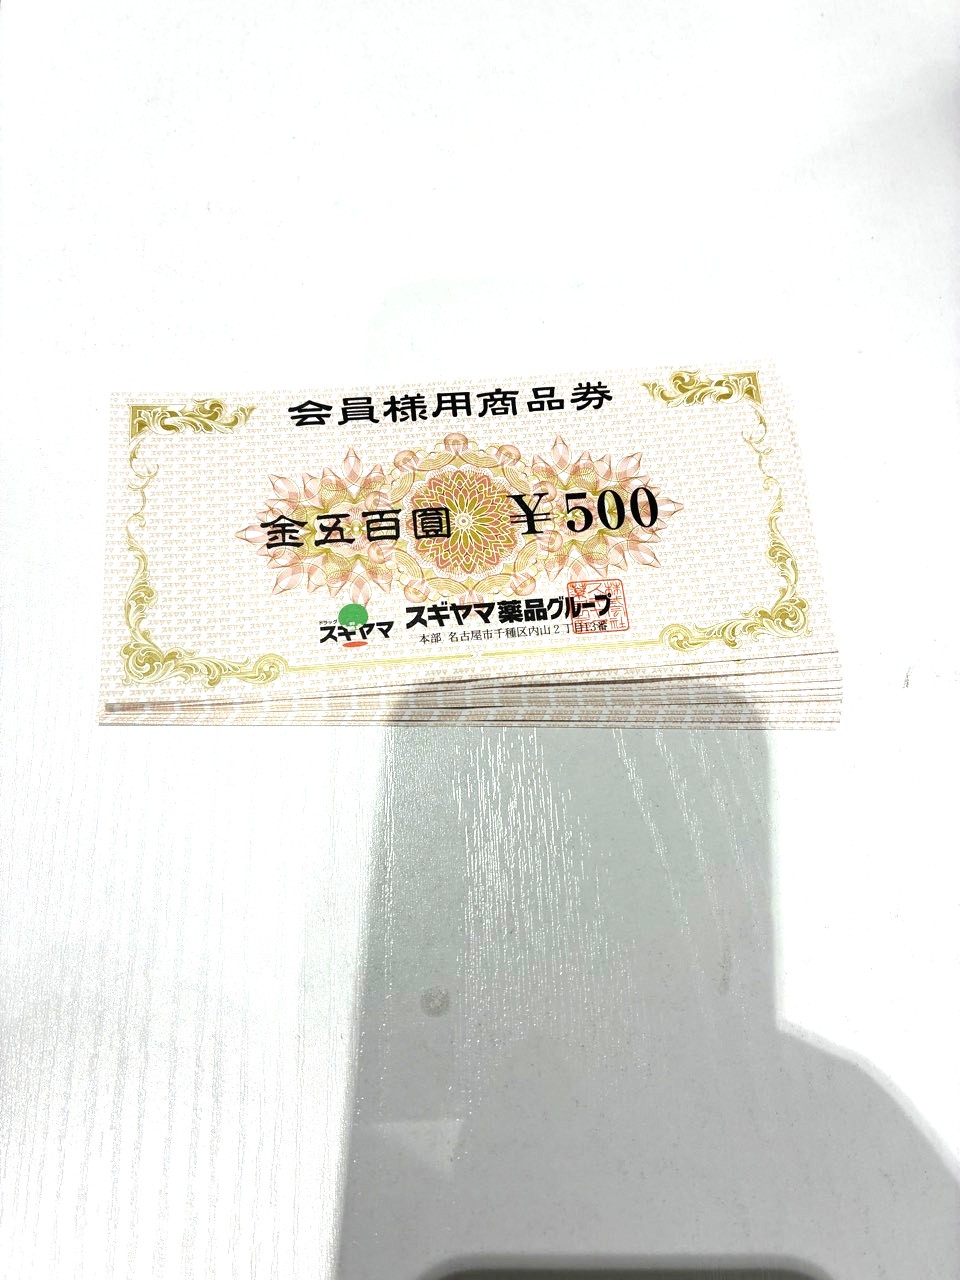 会員様用商品券
金五百圓 ¥500
ドラッグ
スギヤマ
スギヤマ薬品グループ
本部 名古屋市千種区内山2丁目13番